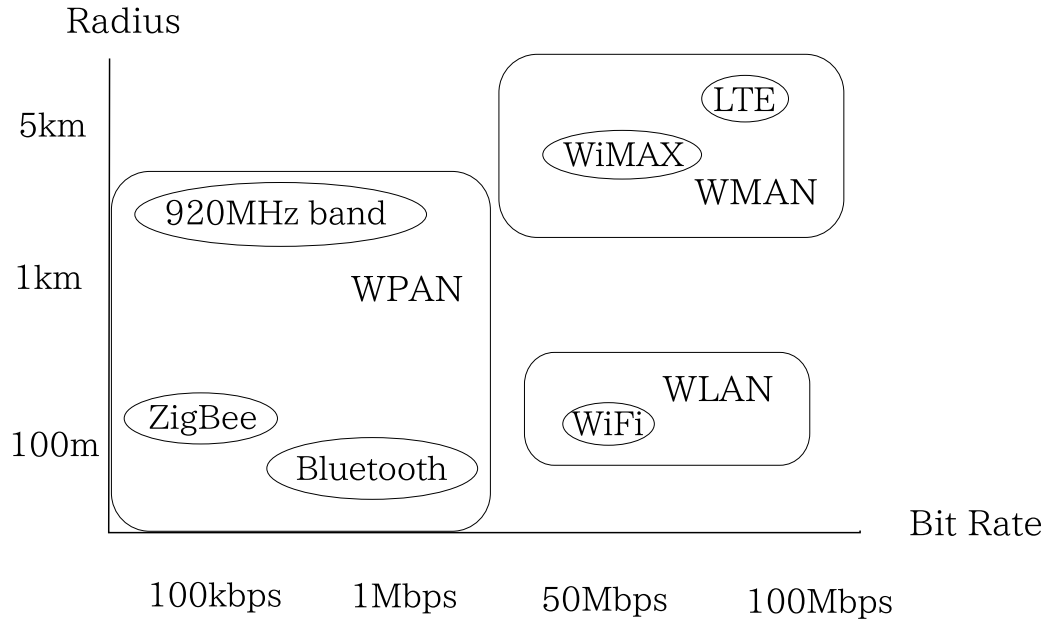 Radius
5km
LTE
WiMAX
WMAN
920MHz band
1km
WPAN
WLAN
ZigBee
WiFi
100m
Bluetooth
Bit Rate
100kbps
1Mbps
50Mbps
100Mbps